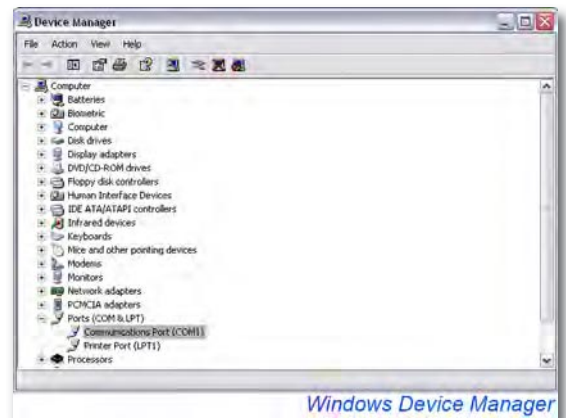 Device Manager
File Action View Help
Computer
Batteries
Biometric
Computer
Disk drives
Display adapters
DVD/CD-ROM drives
Floppy disk controllers
Human Interface Devices
IDE ATA/ATAPI controllers
Infrared devices
Keyboards
Mice and other pointing devices
Modems
Monitors
Network adapters
PCMCIA adapters
Ports (COM & LPT)
Communications Port (COM1)
Printer Port (LPT1)
Processors
Windows Device Manager